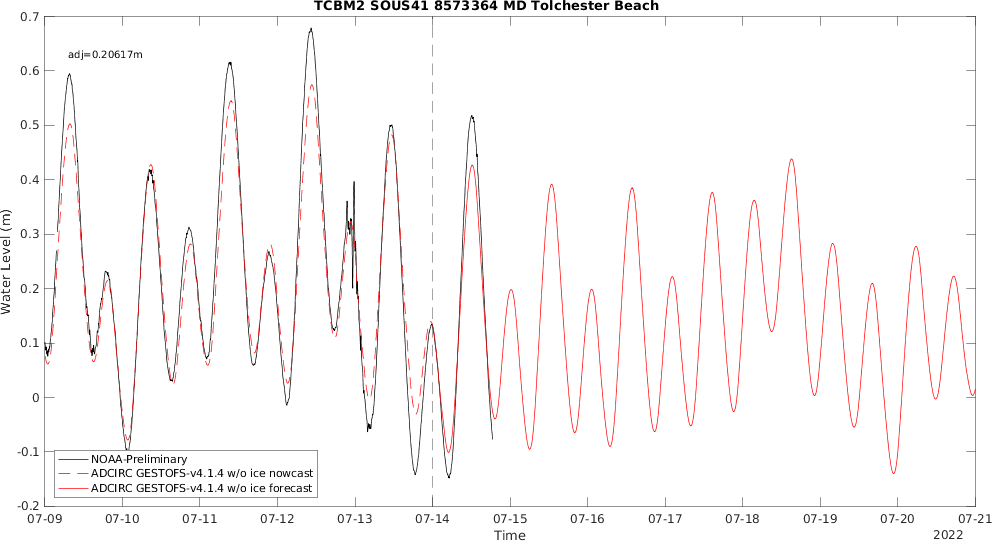 TCBM2 SOUS41 8573364 MD Tolchester Beach
adj=0.20617m
Water Level (m)
0.7
0.6
0.5
0.4
0.3
0.2
0.1
0
-0.1
-0.2
NOAA-Preliminary
ADCIRC GESTOFS-v4.1.4 w/o ice nowcast
ADCIRC GESTOFS-v4.1.4 w/o ice forecast
07-09 07-10 07-11 07-12 07-13 07-14 07-15 07-16 07-17 07-18 07-19 07-20 07-21
Time
2022